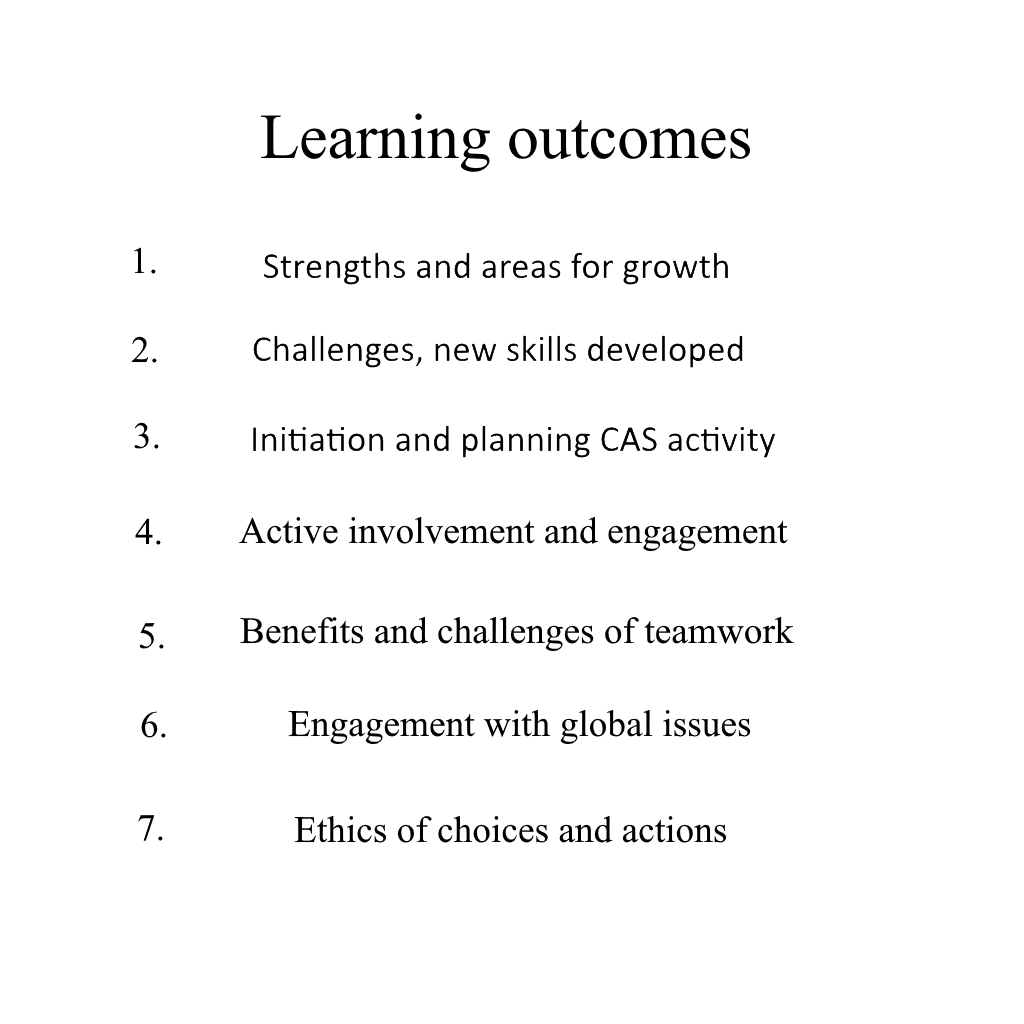 Learning outcomes
1. Strengths and areas for growth
2. Challenges, new skills developed
3. Initiation and planning CAS activity
4. Active involvement and engagement
5. Benefits and challenges of teamwork
6. Engagement with global issues
7. Ethics of choices and actions